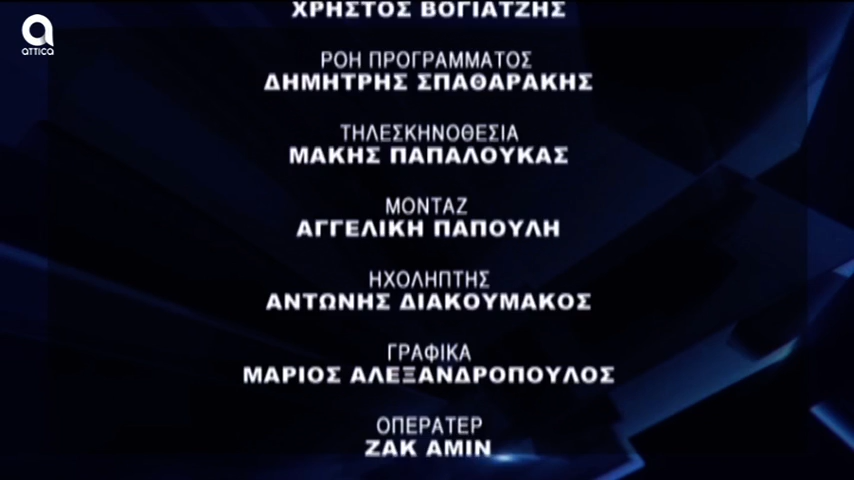 attica
ΧΡΗΣΤΟΣ ΒΟΓΙΑΤΖΗΣ
ΡΟΗ ΠΡΟΓΡΑΜΜΑΤΟΣ
ΔΗΜΗΤΡΗΣ ΣΠΑΘΑΡΑΚΗΣ
ΤΗΛΕΣΚΗΝΟΘΕΣΙΑ
ΜΑΚΗΣ ΠΑΠΑΛΟΥΚΑΣ
ΜΟΝΤΑΖ
ΑΓΓΕΛΙΚΗ ΠΑΠΟΥΛΗ
ΗΧΟΛΗΠΤΗΣ
ΑΝΤΩΝΗΣ ΔΙΑΚΟΥΜΑΚΟΣ
ΓΡΑΦΙΚΑ
ΜΑΡΙΟΣ ΑΛΕΞΑΝΔΡΟΠΟΥΛΟΣ
ΟΠΕΡΑΤΕΡ
ΖΑΚ ΑΜΙΝ